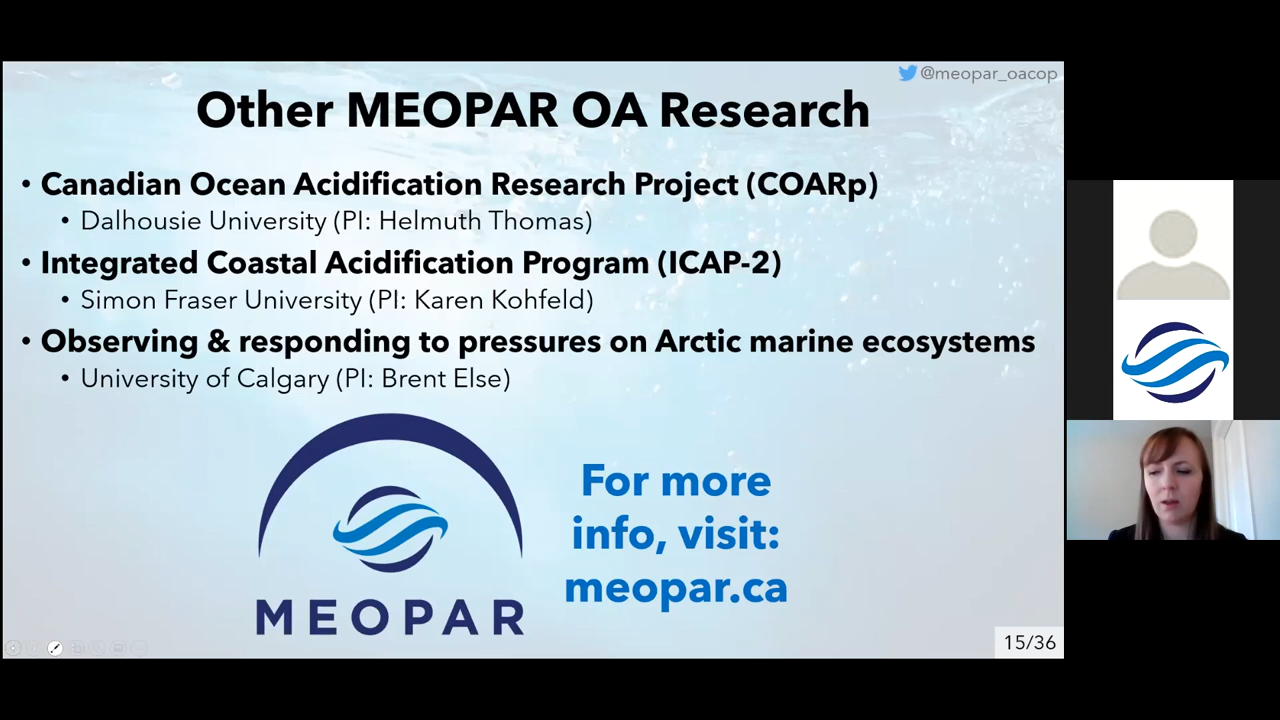 @meopar_oacop
Other MEOPAR OA Research
• Canadian Ocean Acidification Research Project (COARp)
• Dalhousie University (PI: Helmuth Thomas)
• Integrated Coastal Acidification Program (ICAP-2)
• Simon Fraser University (PI: Karen Kohfeld)
• Observing & responding to pressures on Arctic marine ecosystems
• University of Calgary (PI: Brent Else)
For more
info, visit:
meopar.ca
MEOPAR
15/36